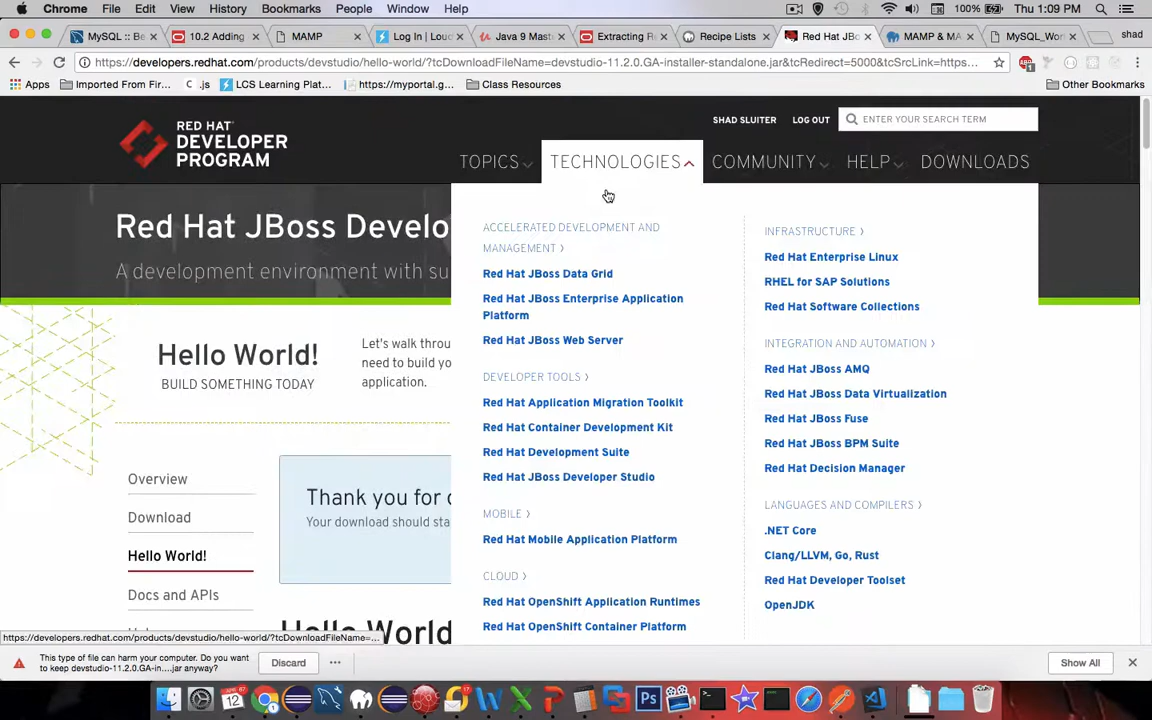 Chrome File Edit View History Bookmarks People Window Help 100% Thu 1:09 PM
MySQL :: Be
10.2 Adding
MAMP
Log In | Lou
Java 9 Mast
Extracting R
Recipe Lists
Red Hat JBo
MAMP & MA
MySQL_Wor
shad
https://developers.redhat.com/products/devstudio/hello-world/?tcDownloadFileName=devstudio-11.2.0.GA-installer-standalone.jar&tcRedirect=5000&tcSrcLink=https...
Apps Imported From Fir... .js LCS Learning Plat... https://myportal.g... Class Resources Other Bookmarks
RED HAT
DEVELOPER
PROGRAM
SHAD SLUITER LOG OUT ENTER YOUR SEARCH TERM
TOPICS TECHNOLOGIES COMMUNITY HELP DOWNLOADS
Red Hat JBoss Develo
A development environment with su
Hello World!
BUILD SOMETHING TODAY
Let's walk throu
need to build yo
application.
Overview
Download
Hello World!
Docs and APIs
Thank you for
Your download should sta
Hello World
ACCELERATED DEVELOPMENT AND
MANAGEMENT >
Red Hat JBoss Data Grid
Red Hat JBoss Enterprise Application
Platform
Red Hat JBoss Web Server
DEVELOPER TOOLS >
Red Hat Application Migration Toolkit
Red Hat Container Development Kit
Red Hat Development Suite
Red Hat JBoss Developer Studio
MOBILE >
Red Hat Mobile Application Platform
CLOUD >
Red Hat OpenShift Application Runtimes
Red Hat OpenShift Container Platform
INFRASTRUCTURE >
Red Hat Enterprise Linux
RHEL for SAP Solutions
Red Hat Software Collections
INTEGRATION AND AUTOMATION >
Red Hat JBoss AMQ
Red Hat JBoss Data Virtualization
Red Hat JBoss Fuse
Red Hat JBoss BPM Suite
Red Hat Decision Manager
LANGUAGES AND COMPILERS >
.NET Core
Clang/LLVM, Go, Rust
Red Hat Developer Toolset
OpenJDK
https://developers.redhat.com/products/devstudio/hello-world/?tcDownloadFileName=...
This type of file can harm your computer. Do you want
to keep devstudio-11.2.0.GA-in....jar anyway?
Discard
Show All